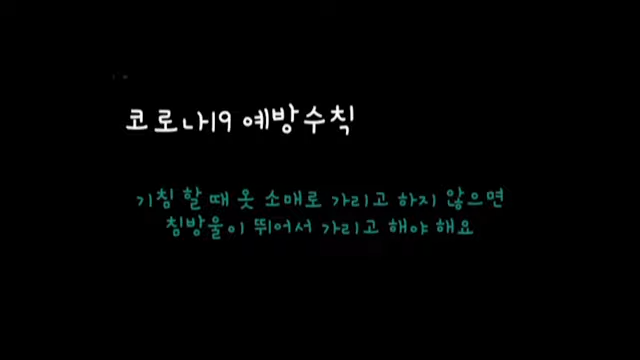 코로나19 예방수칙
기침 할 때 옷 소매로 가리고 하지 않으면
침방울이 뛰어서 가리고 해야 해요